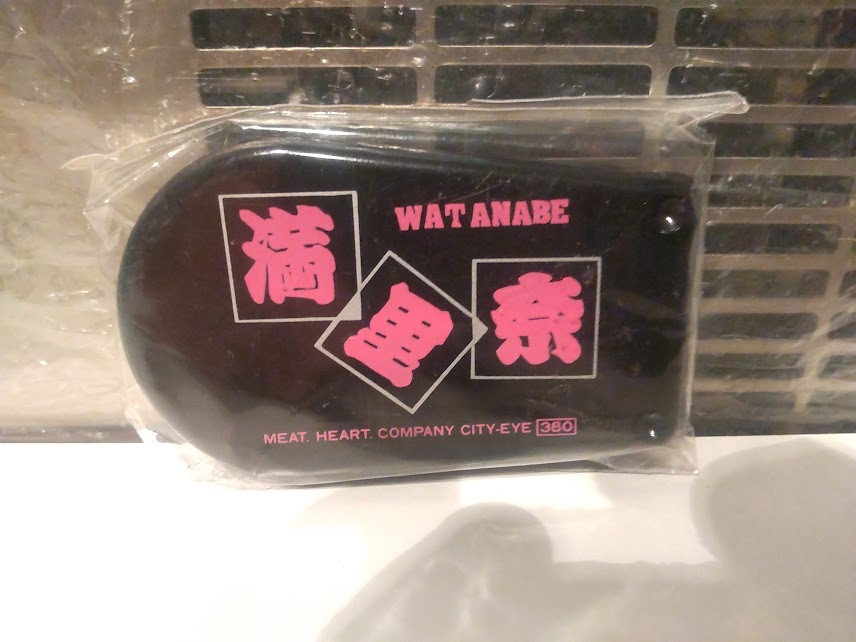 WATANABE
満里奈
MEAT. HEART. COMPANY CITY-EYE 380